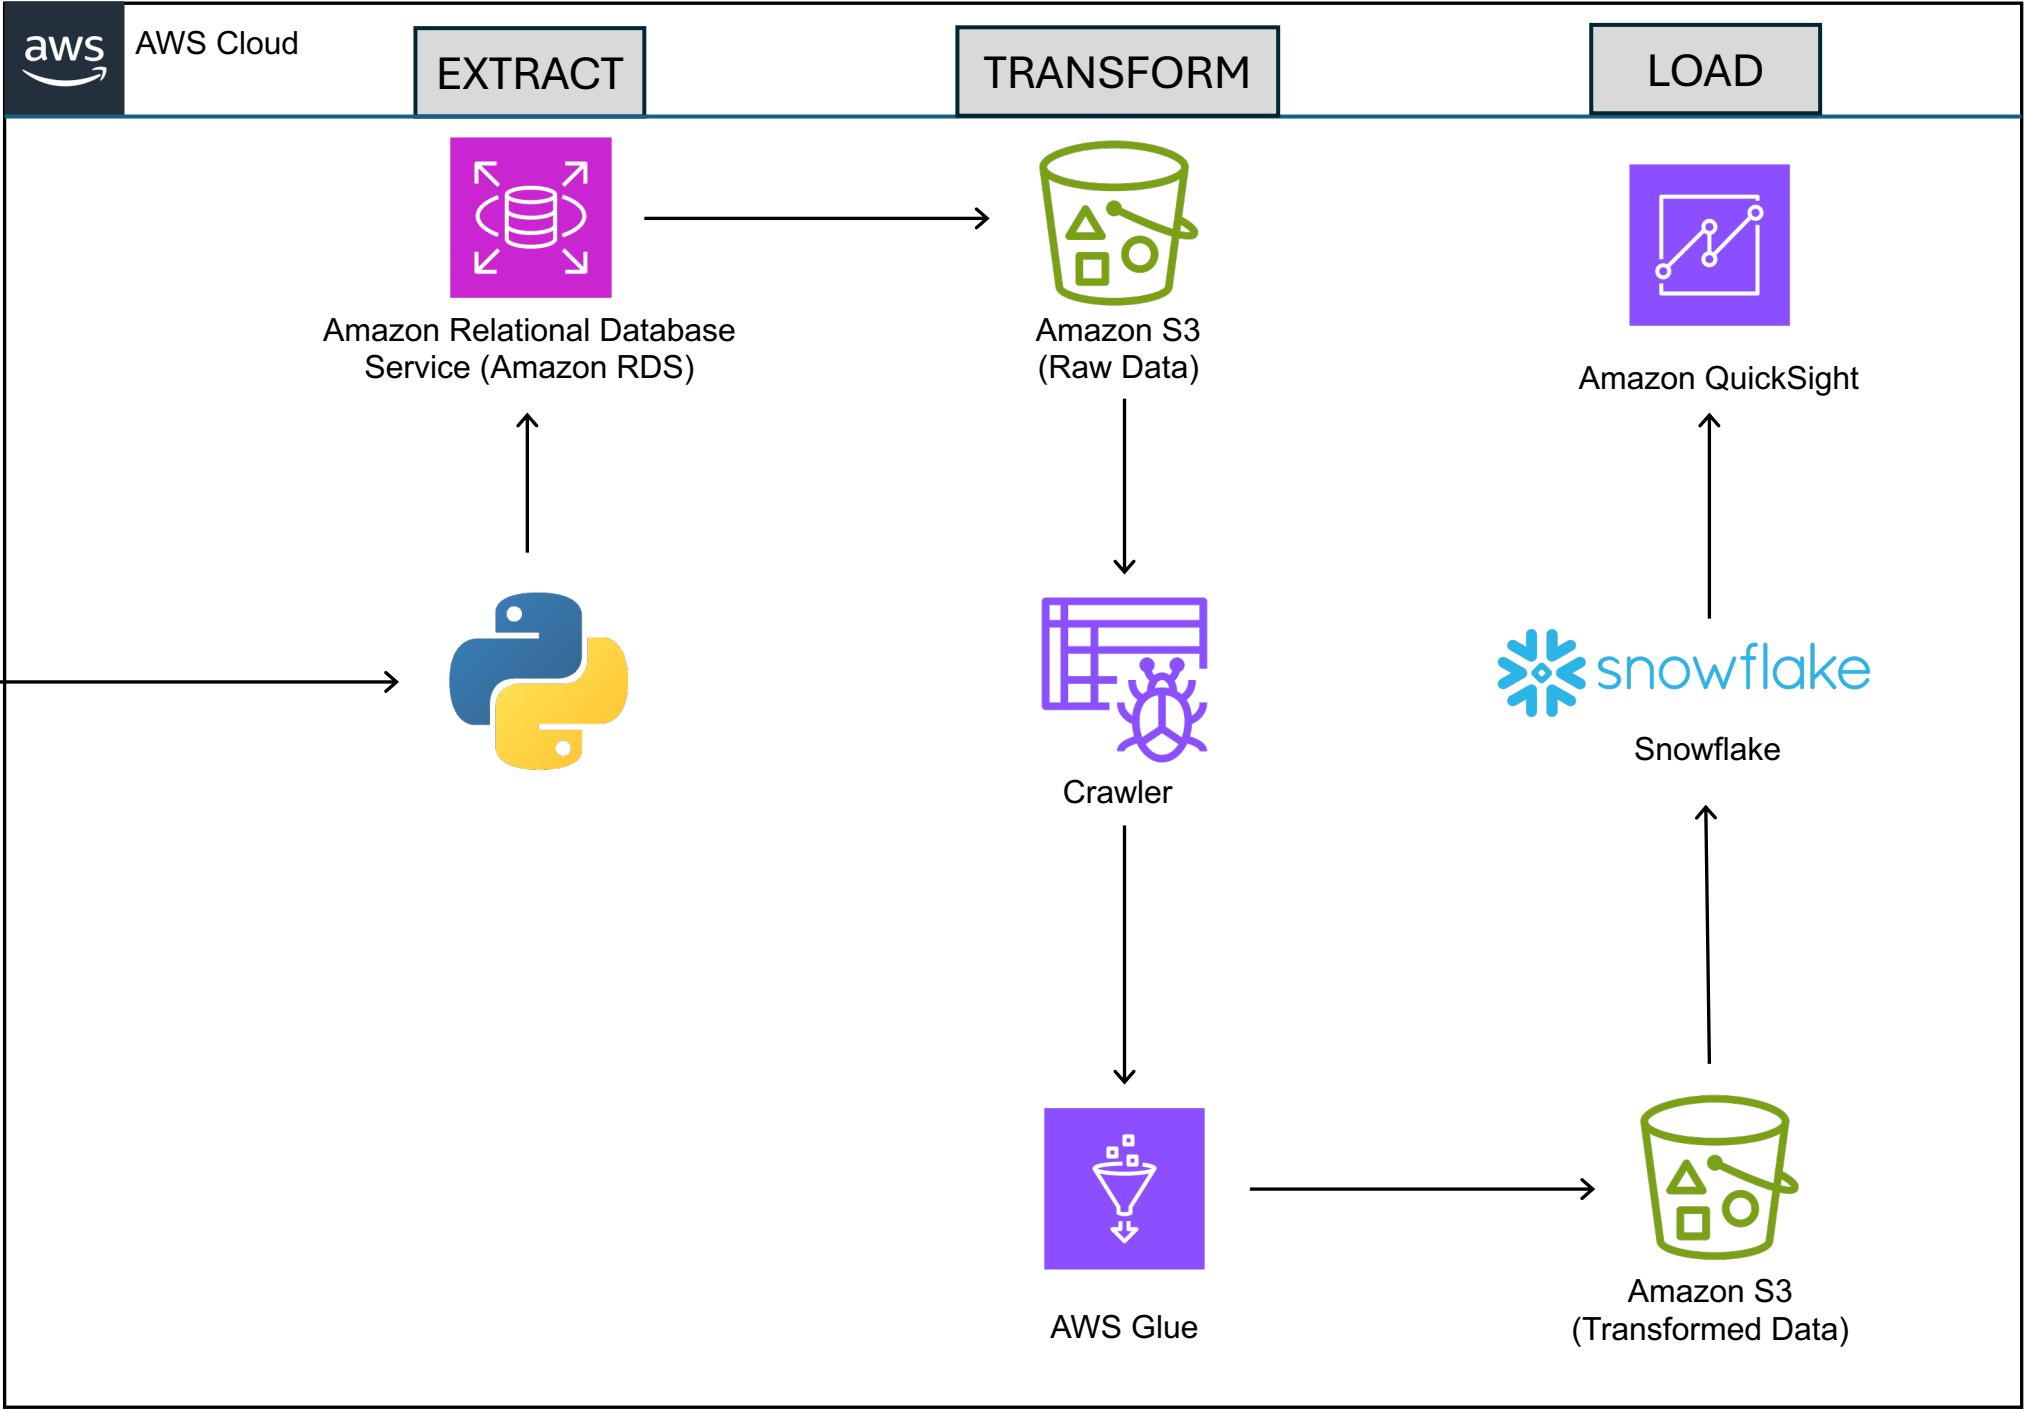 aws
AWS Cloud
EXTRACT
TRANSFORM
LOAD
Amazon Relational Database
Service (Amazon RDS)
Amazon S3
(Raw Data)
Amazon QuickSight
snowflake
Snowflake
Crawler
AWS Glue
Amazon S3
(Transformed Data)